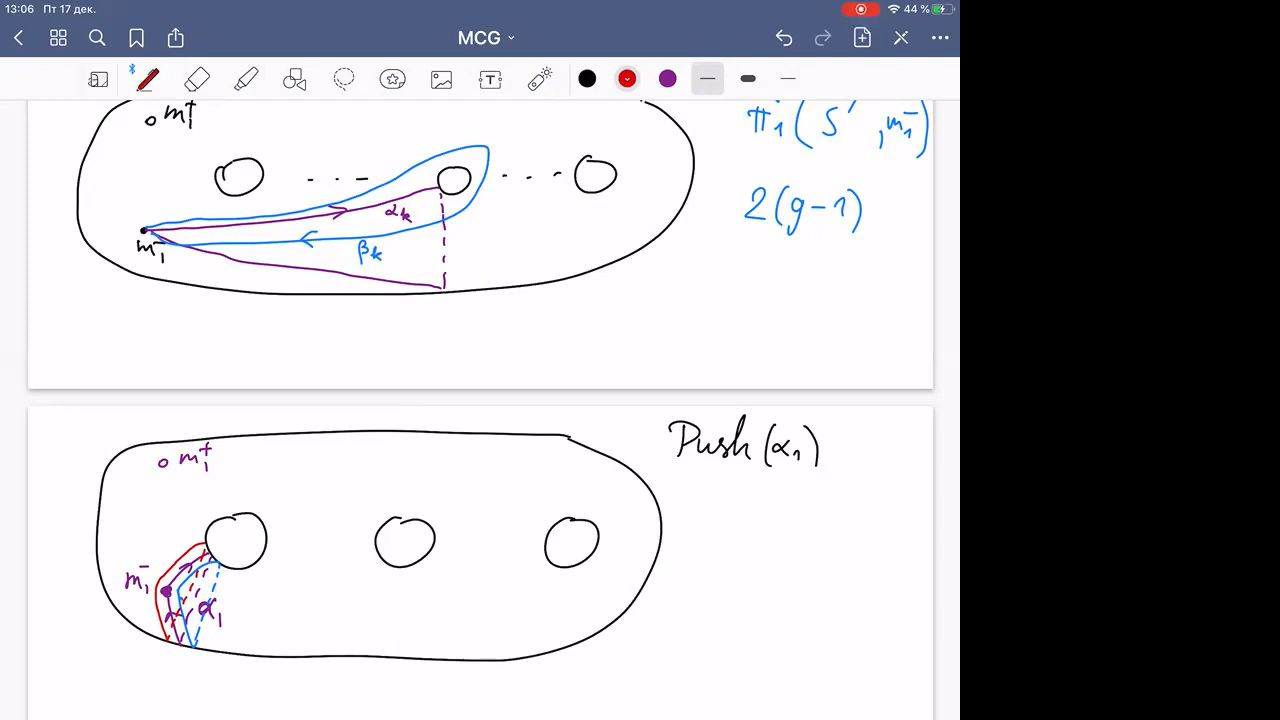 13:06 Пт 17 дек.
44 %
MCG
m₁⁺
π₁(S′, m₁⁻)
2(g-1)
αₖ
βₖ
m₁⁻
Push(α₁)
m₁⁺
m₁⁻
α₁